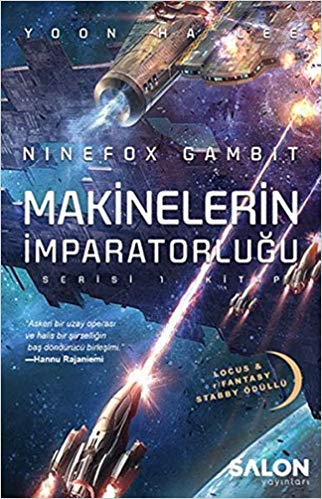 YOON HA LEE
NINEFOX GAMBIT
MAKİNELERİN
İMPARATORLUĞU
SERİSİ 1. KİTAP
"Askeri bir uzay operası
ve halis bir şiirselliğin
baş döndürücü birleşimi."
—Hannu Rajaniemi
LOCUS &
r/FANTASY
STABBY ÖDÜLLÜ
SALON
yayınları